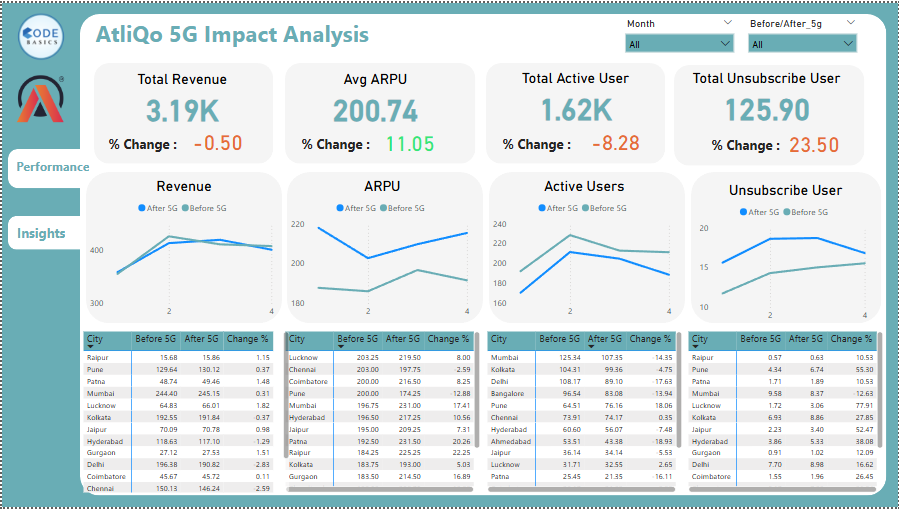 CODE
BASICS
AtliQo 5G Impact Analysis
Month
Before/After_5g
All
All
Performance
Insights
Total Revenue
3.19K
% Change : -0.50
Avg ARPU
200.74
% Change : 11.05
Total Active User
1.62K
% Change : -8.28
Total Unsubscribe User
125.90
% Change : 23.50
Revenue
After 5G Before 5G
400
300
2 4
ARPU
After 5G Before 5G
220
200
180
2 4
Active Users
After 5G Before 5G
240
220
200
180
160
2 4
Unsubscribe User
After 5G Before 5G
20
15
10
2 4
City Before 5G After 5G Change %
Raipur 15.68 15.86 1.15
Pune 129.64 130.12 0.37
Patna 48.74 49.46 1.48
Mumbai 244.40 245.15 0.31
Lucknow 64.83 66.01 1.82
Kolkata 192.55 191.84 0.37
Jaipur 70.09 70.78 0.98
Hyderabad 118.63 117.10 -1.29
Gurgaon 27.12 27.53 1.51
Delhi 196.38 190.82 -2.83
Coimbatore 45.67 45.72 0.11
Chennai 150.13 146.24 2.59
City Before 5G After 5G Change %
Lucknow 203.25 219.50 8.00
Chennai 203.00 197.75 -2.59
Coimbatore 200.00 216.50 8.25
Pune 200.00 174.25 -12.88
Mumbai 196.75 231.00 17.41
Hyderabad 196.50 217.25 10.56
Jaipur 195.00 209.25 7.31
Patna 192.50 231.50 20.26
Raipur 184.25 225.25 22.25
Kolkata 183.75 193.00 5.03
Gurgaon 183.50 214.50 16.89
City Before 5G After 5G Change %
Mumbai 125.34 107.35 -14.35
Kolkata 104.31 99.36 -4.75
Delhi 108.17 89.10 -17.63
Bangalore 96.54 83.08 -13.94
Pune 64.51 76.16 18.06
Chennai 73.91 74.17 0.35
Hyderabad 60.60 56.07 -7.48
Ahmedabad 53.51 43.38 -18.93
Jaipur 36.14 34.14 -5.53
Lucknow 31.71 32.55 2.65
Patna 25.45 21.35 -16.11
City Before 5G After 5G Change %
Raipur 0.57 0.63 10.53
Pune 4.34 6.74 55.30
Patna 1.71 1.89 10.53
Mumbai 9.58 8.37 -12.63
Lucknow 1.72 3.06 77.91
Kolkata 6.93 8.86 27.85
Jaipur 2.23 3.40 52.47
Hyderabad 3.86 5.33 38.08
Gurgaon 0.91 1.02 12.09
Delhi 7.70 8.98 16.62
Coimbatore 1.55 1.96 26.45